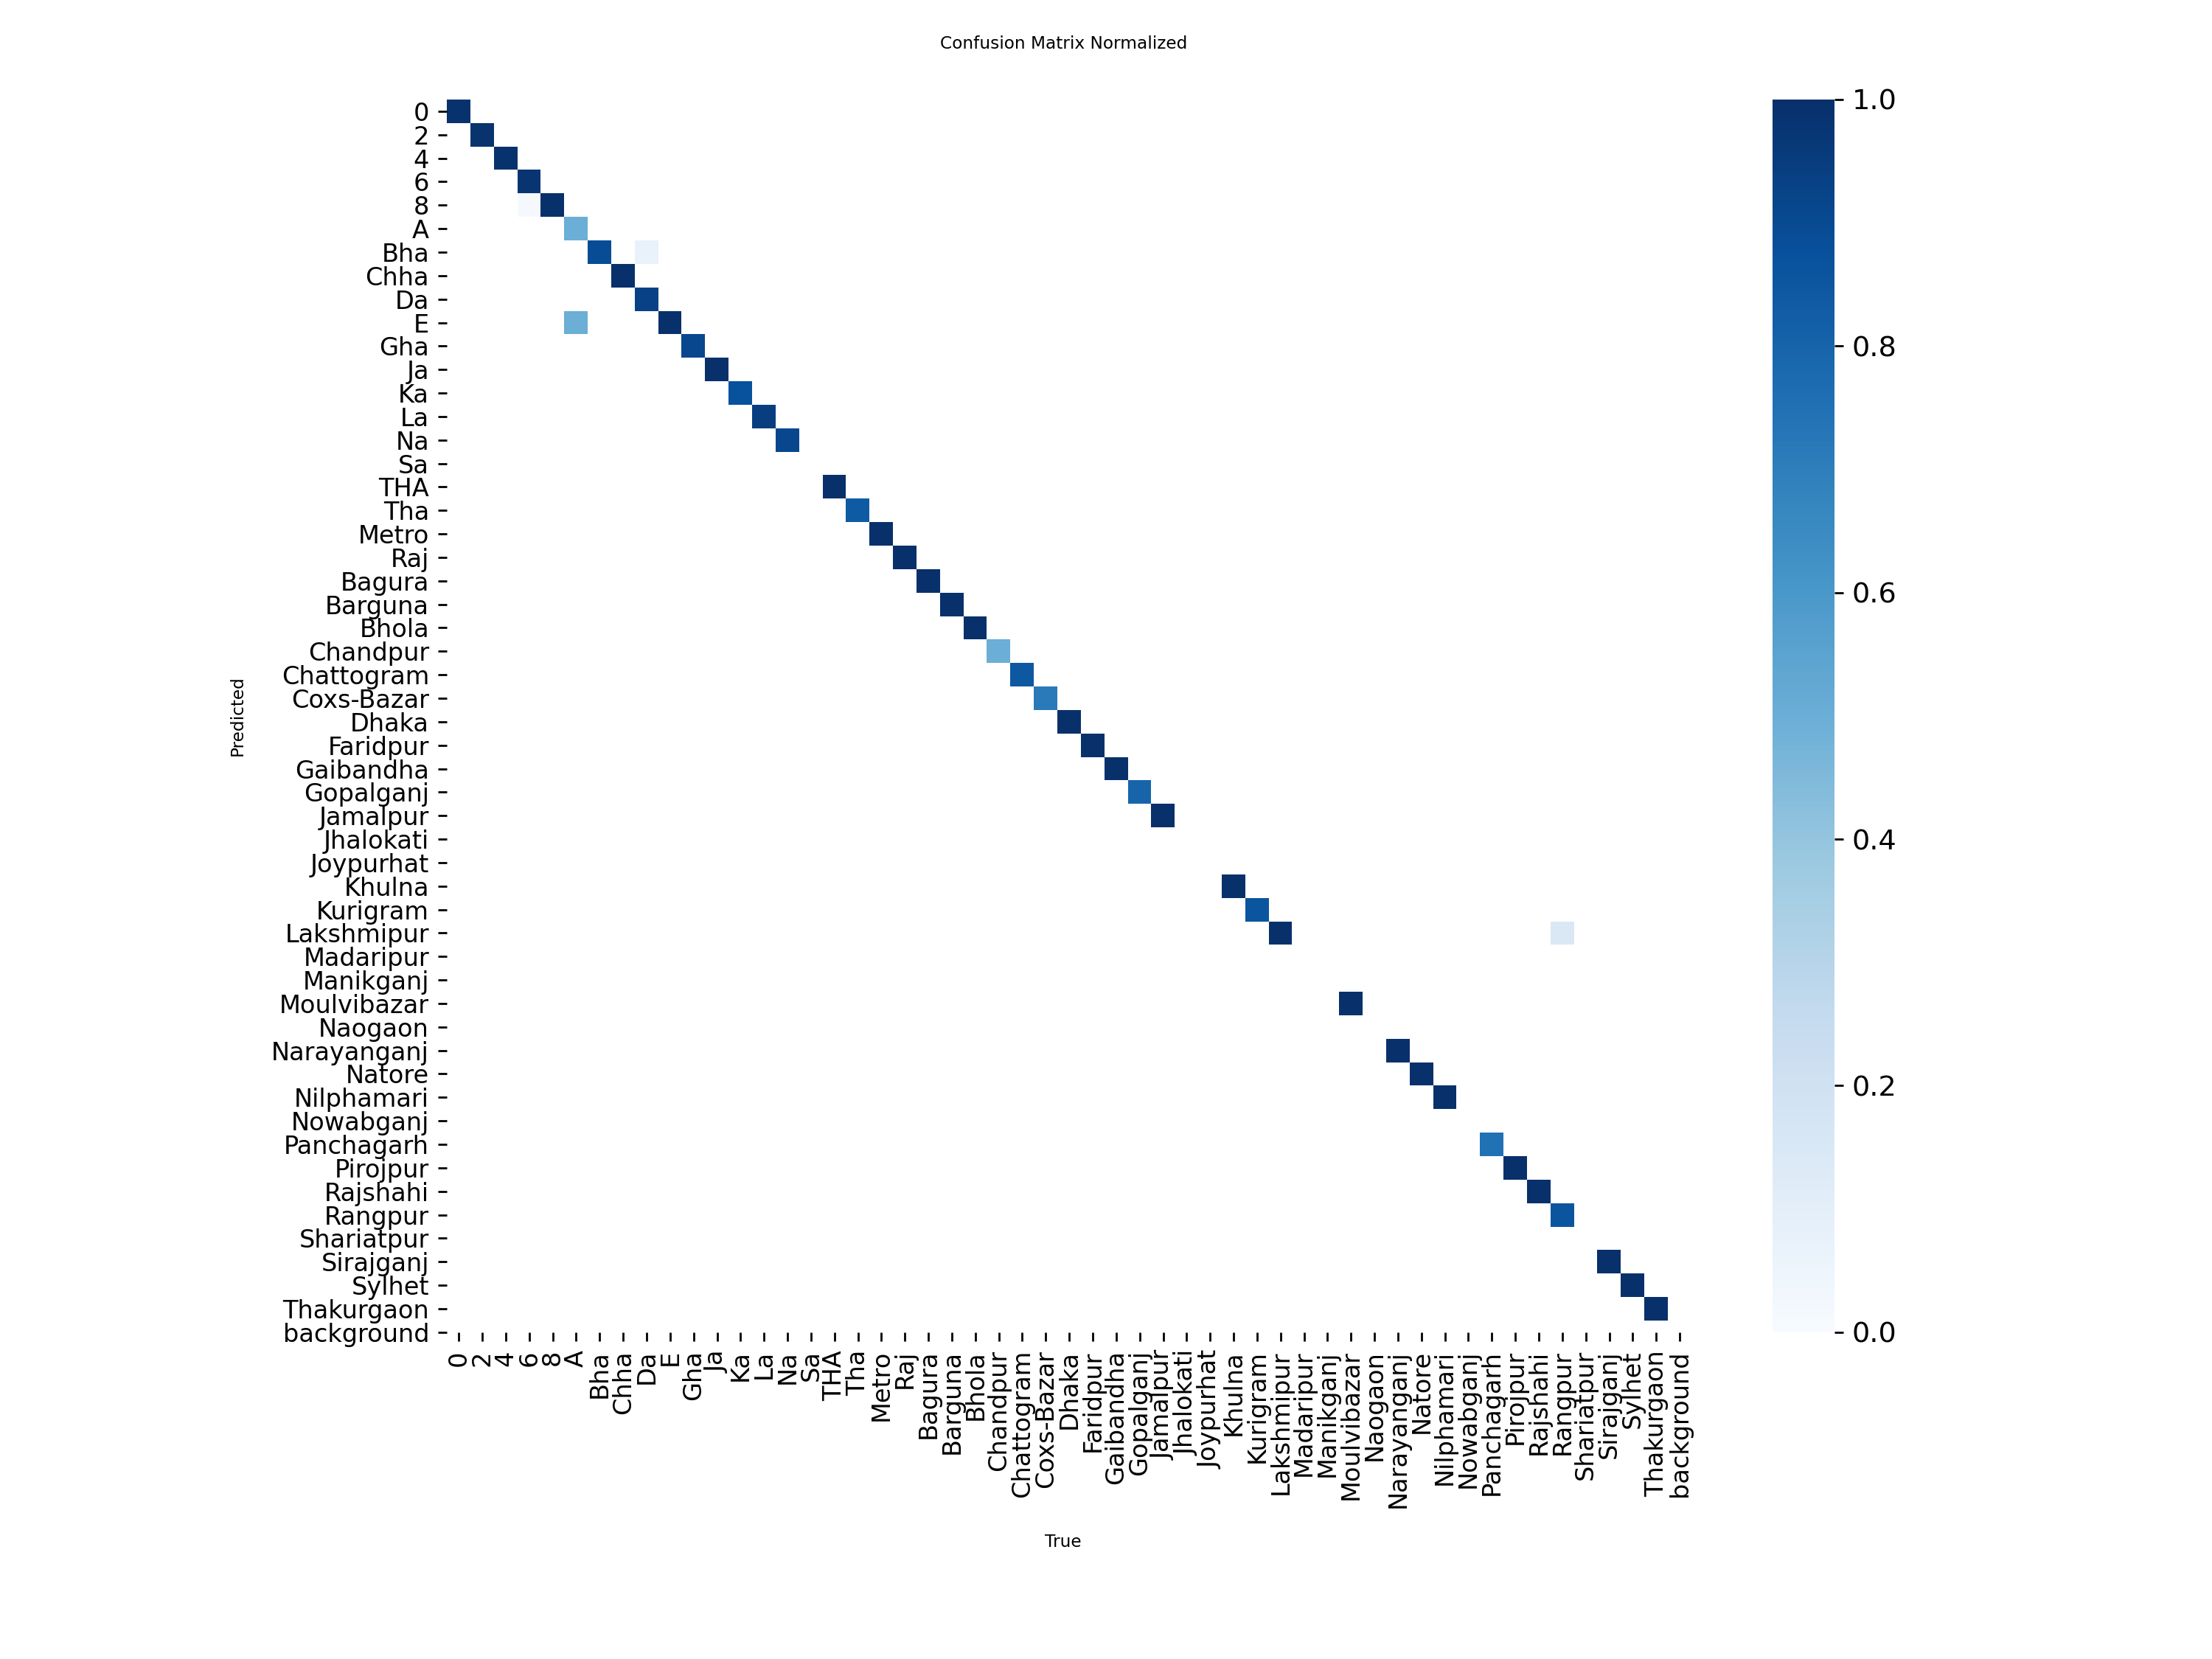 Confusion Matrix Normalized
0
2
4
6
8
A
Bha
Chha
Da
E
Gha
Ja
Ka
La
Na
Sa
THA
Tha
Metro
Raj
Bagura
Barguna
Bhola
Chandpur
Chattogram
Coxs-Bazar
Dhaka
Faridpur
Gaibandha
Gopalganj
Jamalpur
Jhalokati
Joypurhat
Khulna
Kurigram
Lakshmipur
Madaripur
Manikganj
Moulvibazar
Naogaon
Narayanganj
Natore
Nilphamari
Nowabganj
Panchagarh
Pirojpur
Rajshahi
Rangpur
Shariatpur
Sirajganj
Sylhet
Thakurgaon
background
Predicted
0
2
4
6
8
A
Bha
Chha
Da
E
Gha
Ja
Ka
La
Na
Sa
THA
Tha
Metro
Raj
Bagura
Barguna
Bhola
Chandpur
Chattogram
Coxs-Bazar
Dhaka
Faridpur
Gaibandha
Gopalganj
Jamalpur
Jhalokati
Joypurhat
Khulna
Kurigram
Lakshmipur
Madaripur
Manikganj
Moulvibazar
Naogaon
Narayanganj
Natore
Nilphamari
Nowabganj
Panchagarh
Pirojpur
Rajshahi
Rangpur
Shariatpur
Sirajganj
Sylhet
Thakurgaon
background
True
1.0
0.8
0.6
0.4
0.2
0.0